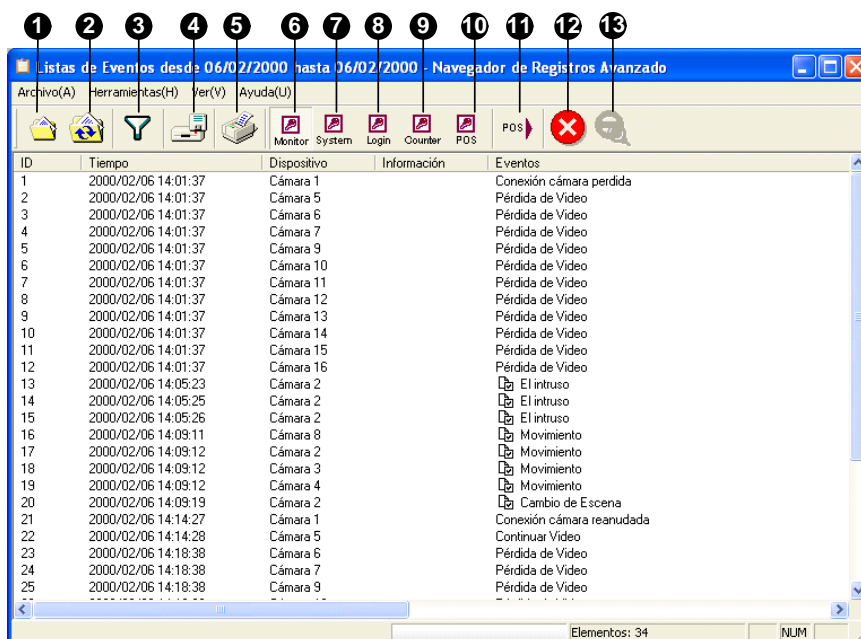 1 2 3 4 5 6 7 8 9 10 11 12 13
Listas de Eventos desde 06/02/2000 hasta 06/02/2000 - Navegador de Registros Avanzado
Archivo(A) Herramientas(H) Ver(V) Ayuda(U)
Monitor System Login Counter POS POS
ID Tiempo Dispositivo Información Eventos
1 2000/02/06 14:01:37 Cámara 1 Conexión cámara perdida
2 2000/02/06 14:01:37 Cámara 5 Pérdida de Video
3 2000/02/06 14:01:37 Cámara 6 Pérdida de Video
4 2000/02/06 14:01:37 Cámara 7 Pérdida de Video
5 2000/02/06 14:01:37 Cámara 9 Pérdida de Video
6 2000/02/06 14:01:37 Cámara 10 Pérdida de Video
7 2000/02/06 14:01:37 Cámara 11 Pérdida de Video
8 2000/02/06 14:01:37 Cámara 12 Pérdida de Video
9 2000/02/06 14:01:37 Cámara 13 Pérdida de Video
10 2000/02/06 14:01:37 Cámara 14 Pérdida de Video
11 2000/02/06 14:01:37 Cámara 15 Pérdida de Video
12 2000/02/06 14:01:37 Cámara 16 Pérdida de Video
13 2000/02/06 14:05:23 Cámara 2 El intruso
14 2000/02/06 14:05:25 Cámara 2 El intruso
15 2000/02/06 14:05:26 Cámara 2 El intruso
16 2000/02/06 14:09:11 Cámara 8 Movimiento
17 2000/02/06 14:09:12 Cámara 2 Movimiento
18 2000/02/06 14:09:12 Cámara 3 Movimiento
19 2000/02/06 14:09:12 Cámara 4 Movimiento
20 2000/02/06 14:09:19 Cámara 2 Cambio de Escena
21 2000/02/06 14:14:27 Cámara 1 Conexión cámara reanudada
22 2000/02/06 14:14:28 Cámara 5 Continuar Video
23 2000/02/06 14:18:38 Cámara 6 Pérdida de Video
24 2000/02/06 14:18:38 Cámara 7 Pérdida de Video
25 2000/02/06 14:18:38 Cámara 9 Pérdida de Video
Elementos: 34 NUM